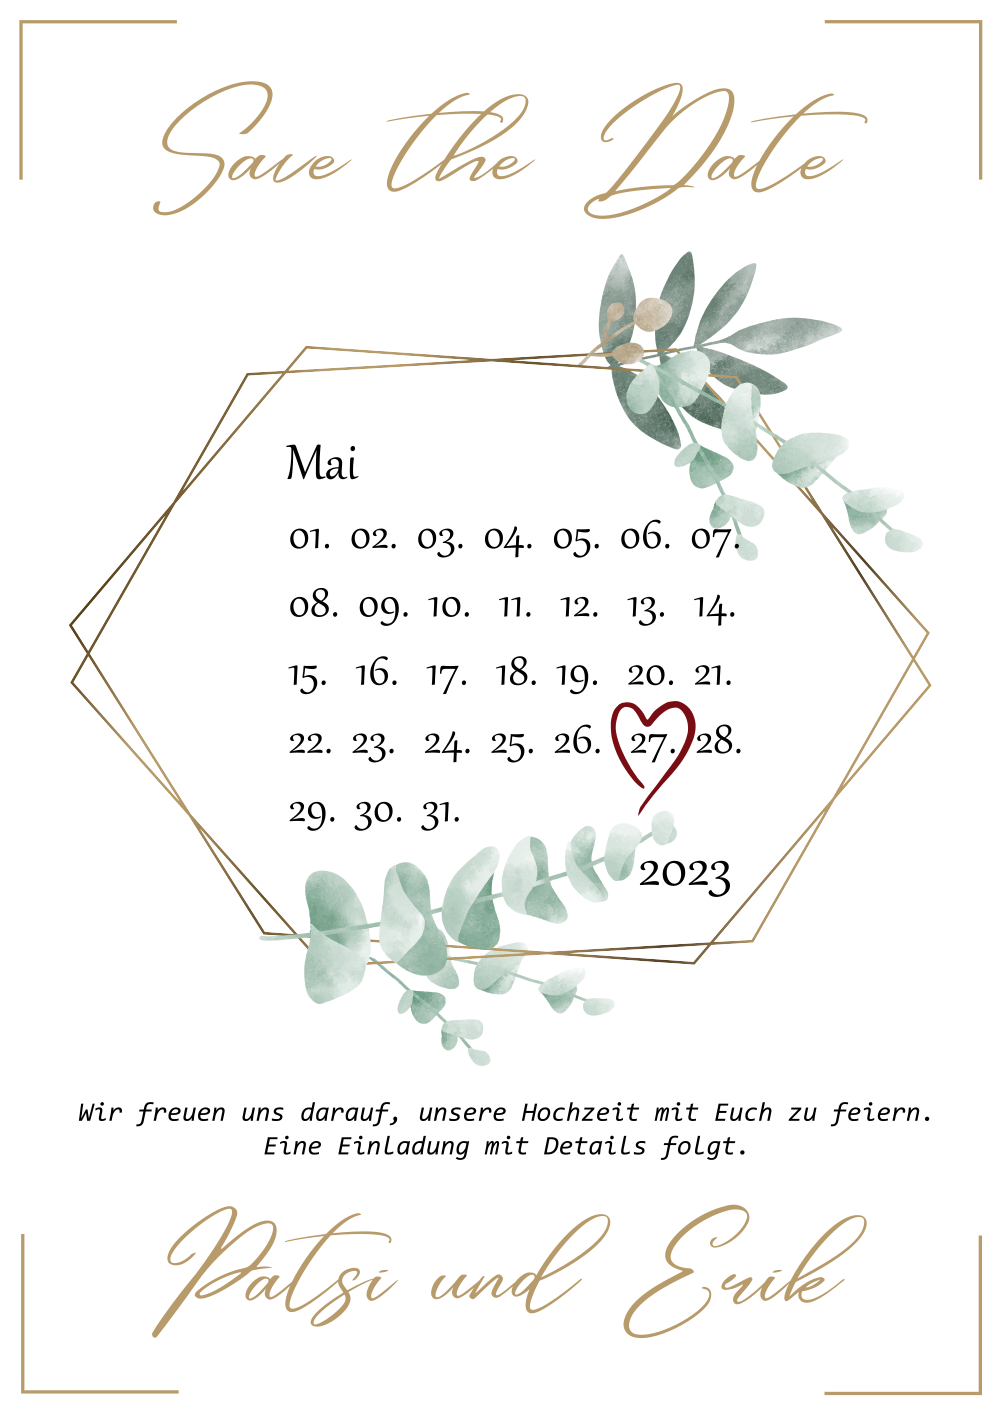 Save the Date
Mai
01. 02. 03. 04. 05. 06. 07.
08. 09. 10. 11. 12. 13. 14.
15. 16. 17. 18. 19. 20. 21.
22. 23. 24. 25. 26. 27. 28.
29. 30. 31.
2023
Wir freuen uns darauf, unsere Hochzeit mit Euch zu feiern.
Eine Einladung mit Details folgt.
Patsi und Erik